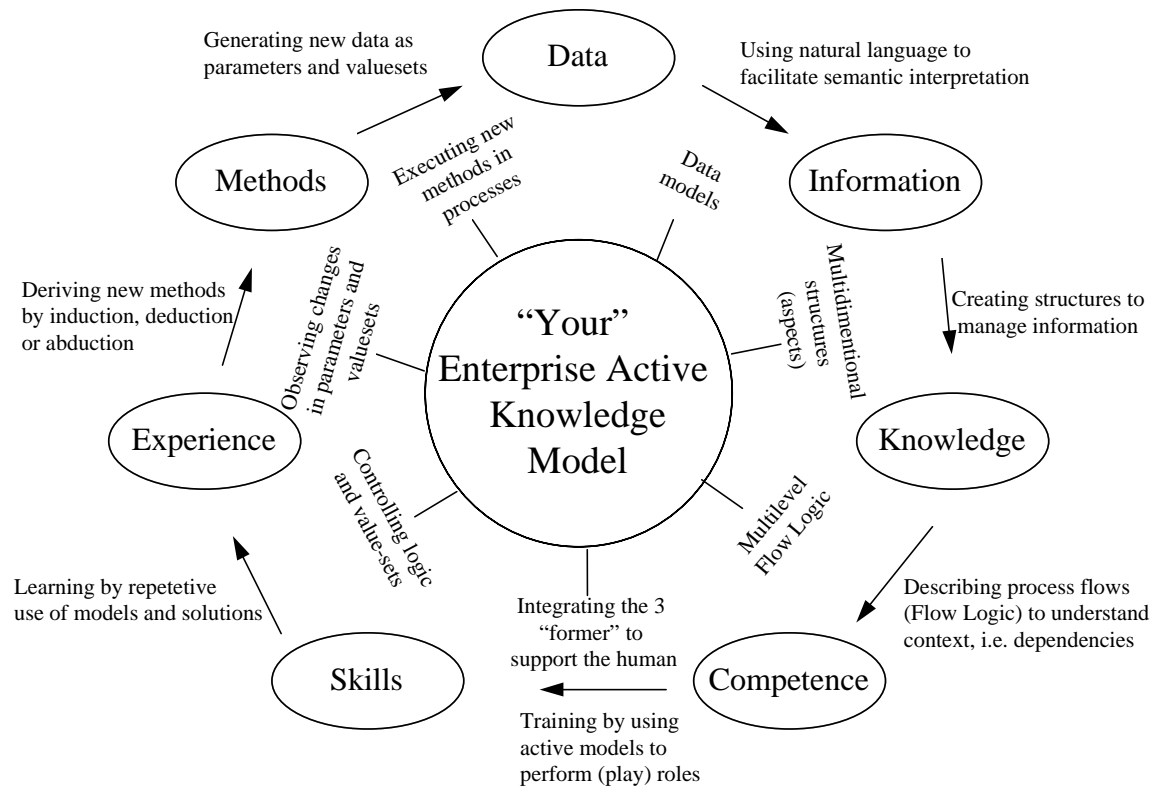 Generating new data as
parameters and valuesets
Data
Using natural language to
facilitate semantic interpretation
Methods
Executing new
methods in
processes
Data
models
Information
Deriving new methods
by induction, deduction
or abduction
Observing changes
in parameters and
valuesets
“Your”
Enterprise Active
Knowledge
Model
Multidimentional
structures
(aspects)
Creating structures to
manage information
Experience
Knowledge
Controlling logic
and value-sets
Multilevel
Flow Logic
Learning by repetetive
use of models and solutions
Integrating the 3
“former” to
support the human
Describing process flows
(Flow Logic) to understand
context, i.e. dependencies
Skills
Competence
Training by using
active models to
perform (play) roles